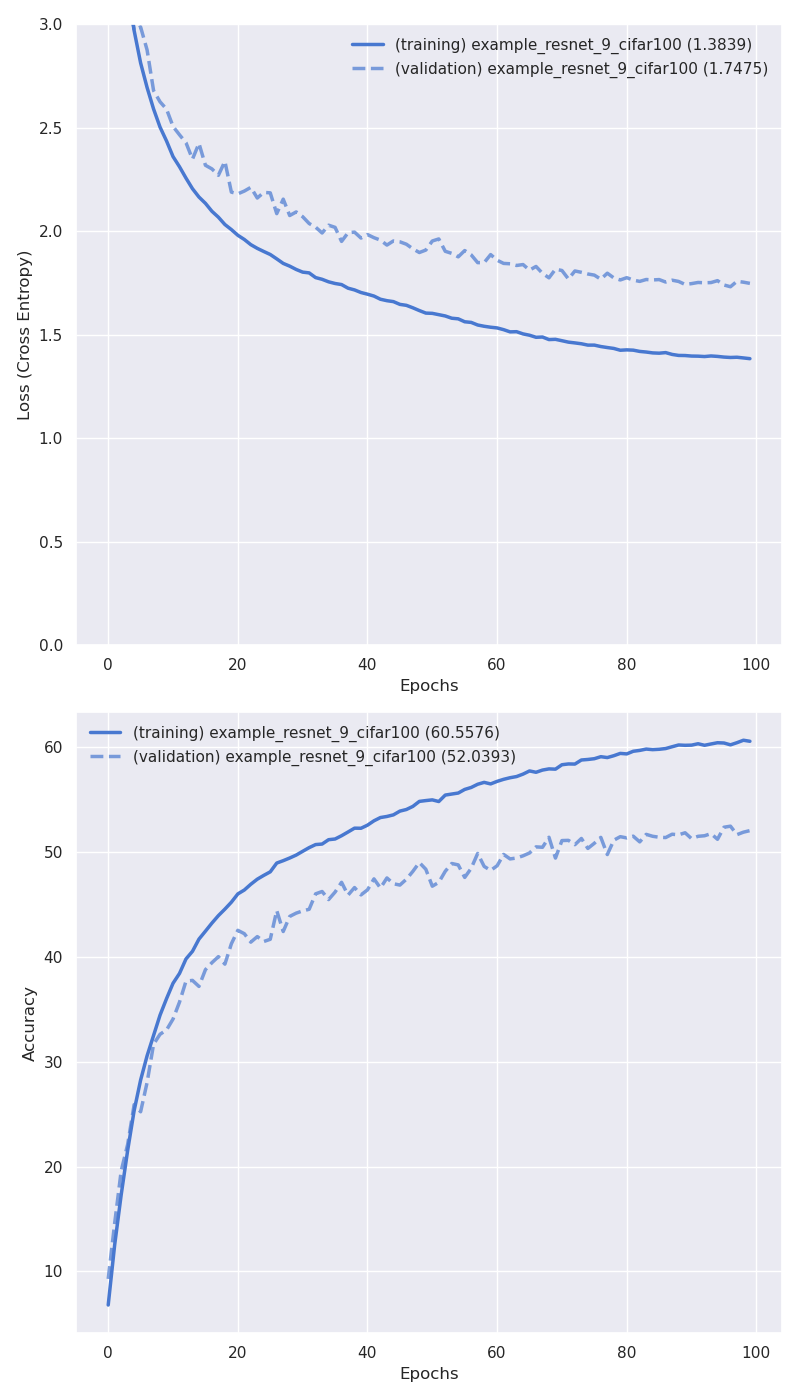 3.0
(training) example_resnet_9_cifar100 (1.3839)
(validation) example_resnet_9_cifar100 (1.7475)
2.5
2.0
1.5
1.0
0.5
0.0
Loss (Cross Entropy)
0 20 40 60 80 100
Epochs
(training) example_resnet_9_cifar100 (60.5576)
(validation) example_resnet_9_cifar100 (52.0393)
60
50
40
30
20
10
Accuracy
0 20 40 60 80 100
Epochs